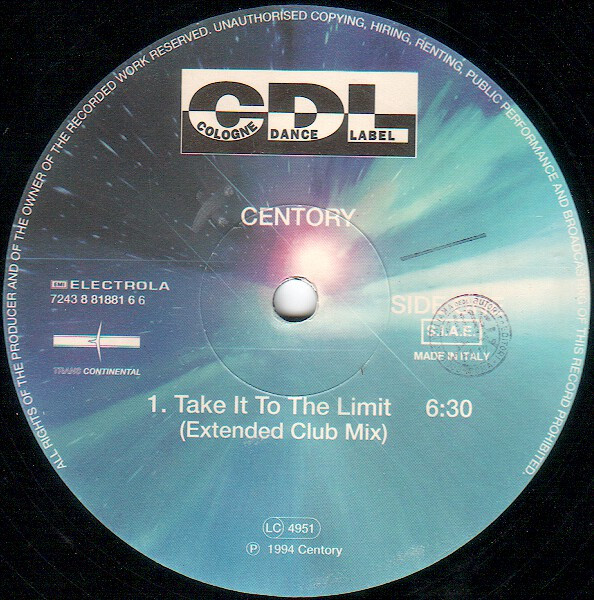 ALL RIGHTS OF THE PRODUCER AND OF THE OWNER OF THE RECORDED WORK RESERVED. UNAUTHORISED COPYING, HIRING, RENTING, PUBLIC PERFORMANCE AND BROADCASTING OF THIS RECORD PROHIBITED.
CDL
COLOGNE DANCE LABEL
CENTORY
EMI ELECTROLA
7243 8 81881 6 6
SIDE
S.I.A.E.
MADE IN ITALY
TRANS CONTINENTAL
1. Take It To The Limit 6:30
(Extended Club Mix)
LC 4951
Ⓟ 1994 Centory